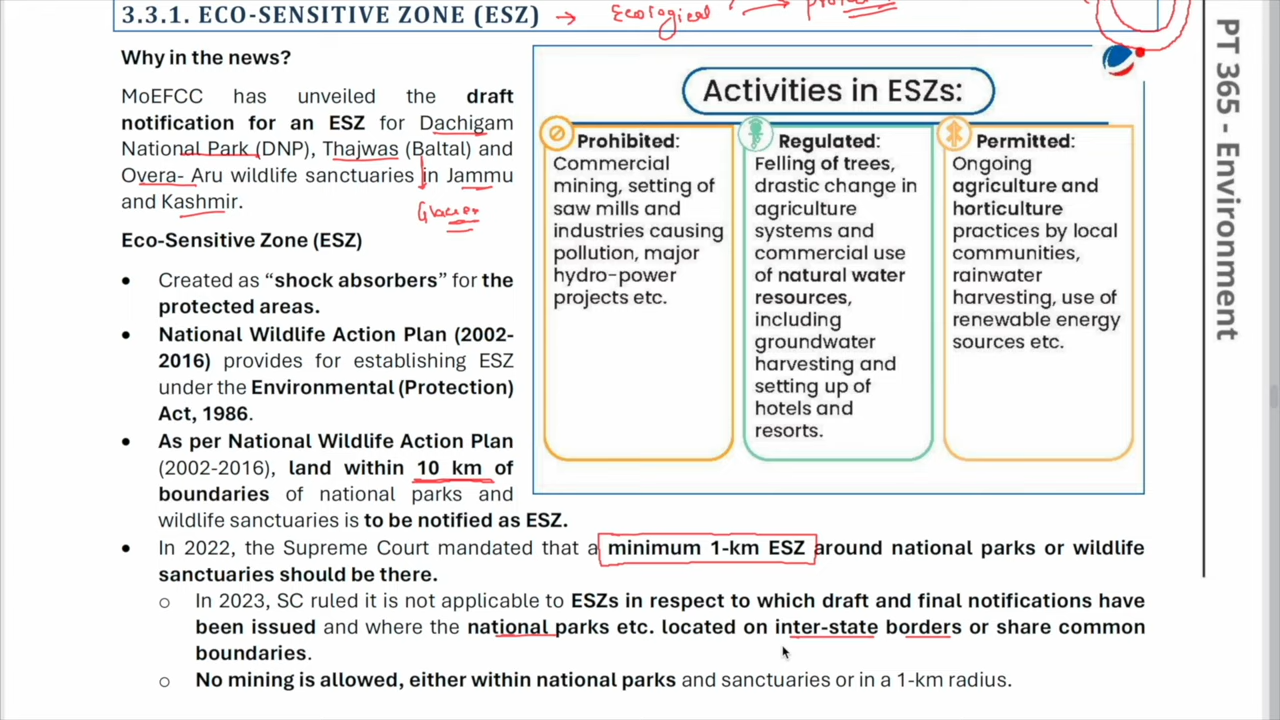 3.3.1. ECO-SENSITIVE ZONE (ESZ) → Ecological
Why in the news?
MoEFCC has unveiled the draft
notification for an ESZ for Dachigam
National Park (DNP), Thajwas (Baltal) and
Overa- Aru wildlife sanctuaries in Jammu
and Kashmir.
Glacier
Eco-Sensitive Zone (ESZ)
• Created as “shock absorbers” for the
protected areas.
• National Wildlife Action Plan (2002-
2016) provides for establishing ESZ
under the Environmental (Protection)
Act, 1986.
• As per National Wildlife Action Plan
(2002-2016), land within 10 km of
boundaries of national parks and
wildlife sanctuaries is to be notified as ESZ.
Activities in ESZs:
Prohibited:
Commercial
mining, setting of
saw mills and
industries causing
pollution, major
hydro-power
projects etc.
Regulated:
Felling of trees,
drastic change in
agriculture
systems and
commercial use
of natural water
resources,
including
groundwater
harvesting and
setting up of
hotels and
resorts.
Permitted:
Ongoing
agriculture and
horticulture
practices by local
communities,
rainwater
harvesting, use of
renewable energy
sources etc.
• In 2022, the Supreme Court mandated that a minimum 1-km ESZ around national parks or wildlife
sanctuaries should be there.
o In 2023, SC ruled it is not applicable to ESZs in respect to which draft and final notifications have
been issued and where the national parks etc. located on inter-state borders or share common
boundaries.
o No mining is allowed, either within national parks and sanctuaries or in a 1-km radius.
PT 365 - Environment